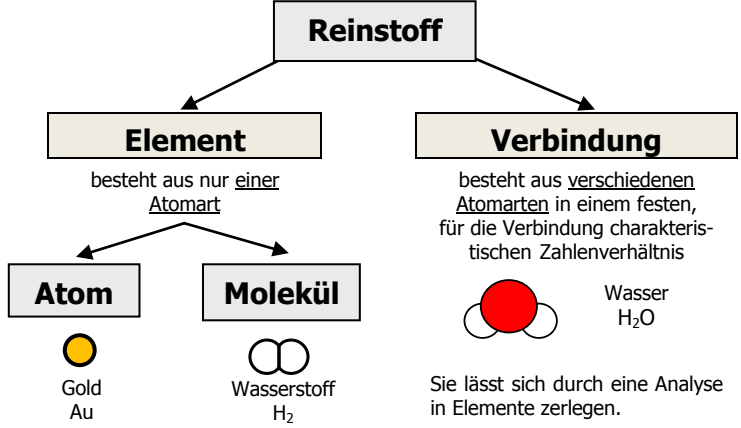 Reinstoff
Element
Verbindung
besteht aus nur einer
Atomart
besteht aus verschiedenen
Atomarten in einem festen,
für die Verbindung charakteris-
tischen Zahlenverhältnis
Atom
Molekül
Wasser
H₂O
Gold
Au
Wasserstoff
H₂
Sie lässt sich durch eine Analyse
in Elemente zerlegen.